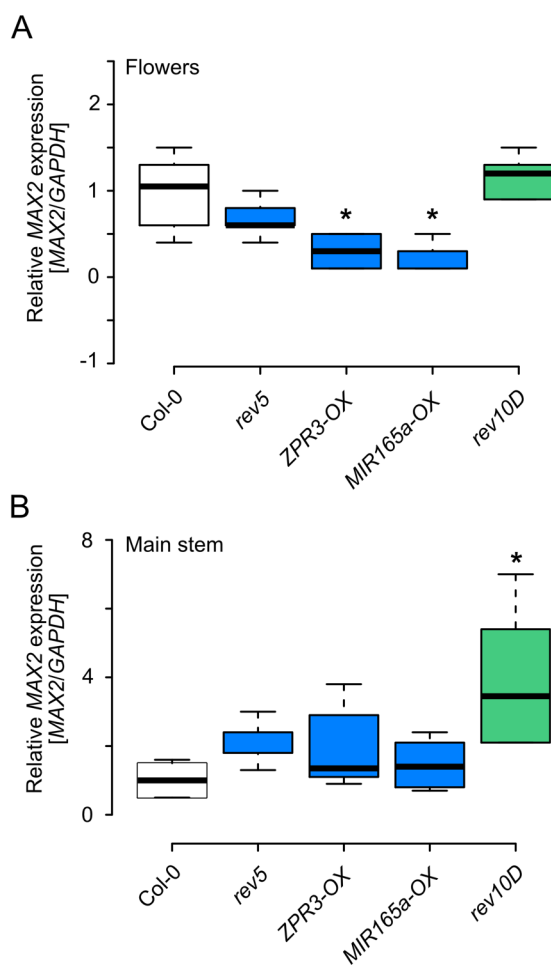 A
Flowers
Relative MAX2 expression
[MAX2/GAPDH]
2
1
0
-1
Col-0
rev5
ZPR3-OX
MIR165a-OX
rev10D
*
*
B
Main stem
Relative MAX2 expression
[MAX2/GAPDH]
8
4
0
*
Col-0
rev5
ZPR3-OX
MIR165a-OX
rev10D